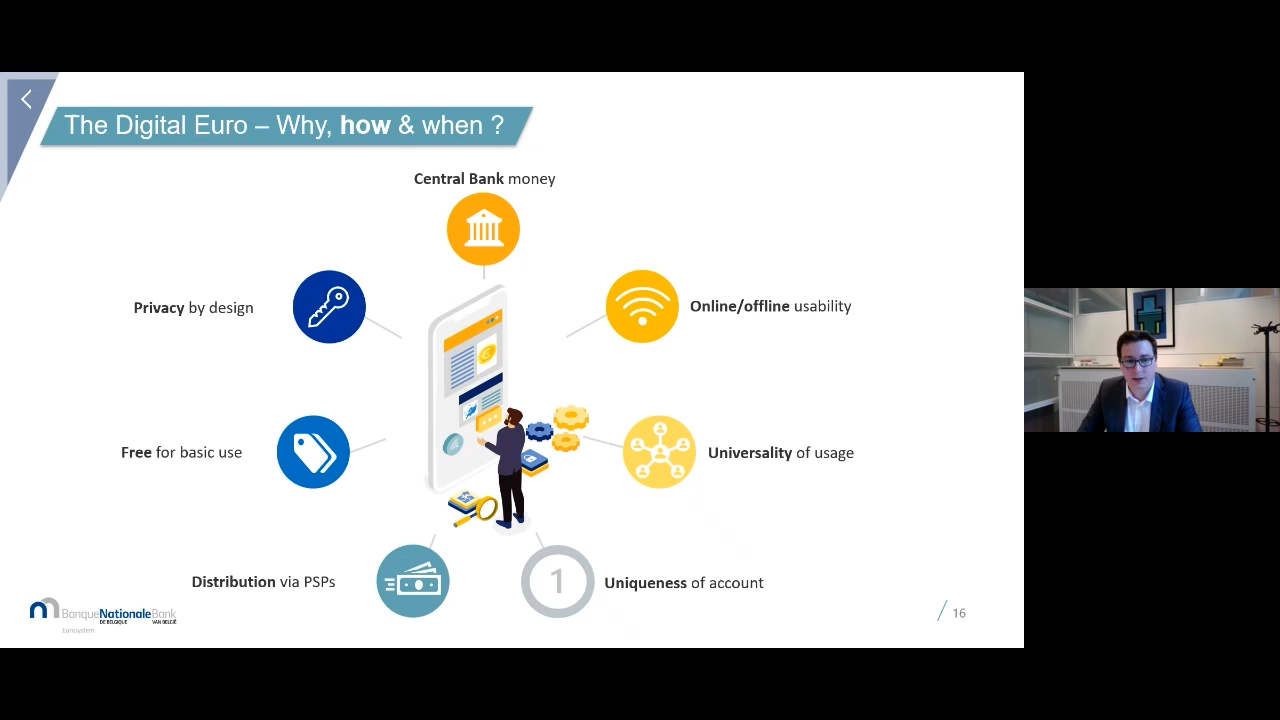 The Digital Euro – Why, how & when ?
Central Bank money
Privacy by design
Online/offline usability
Free for basic use
Universality of usage
Distribution via PSPs
1
Uniqueness of account
BanqueNationaleBank
DE BELGIQUE VAN BELGIË
Eurosystem
16